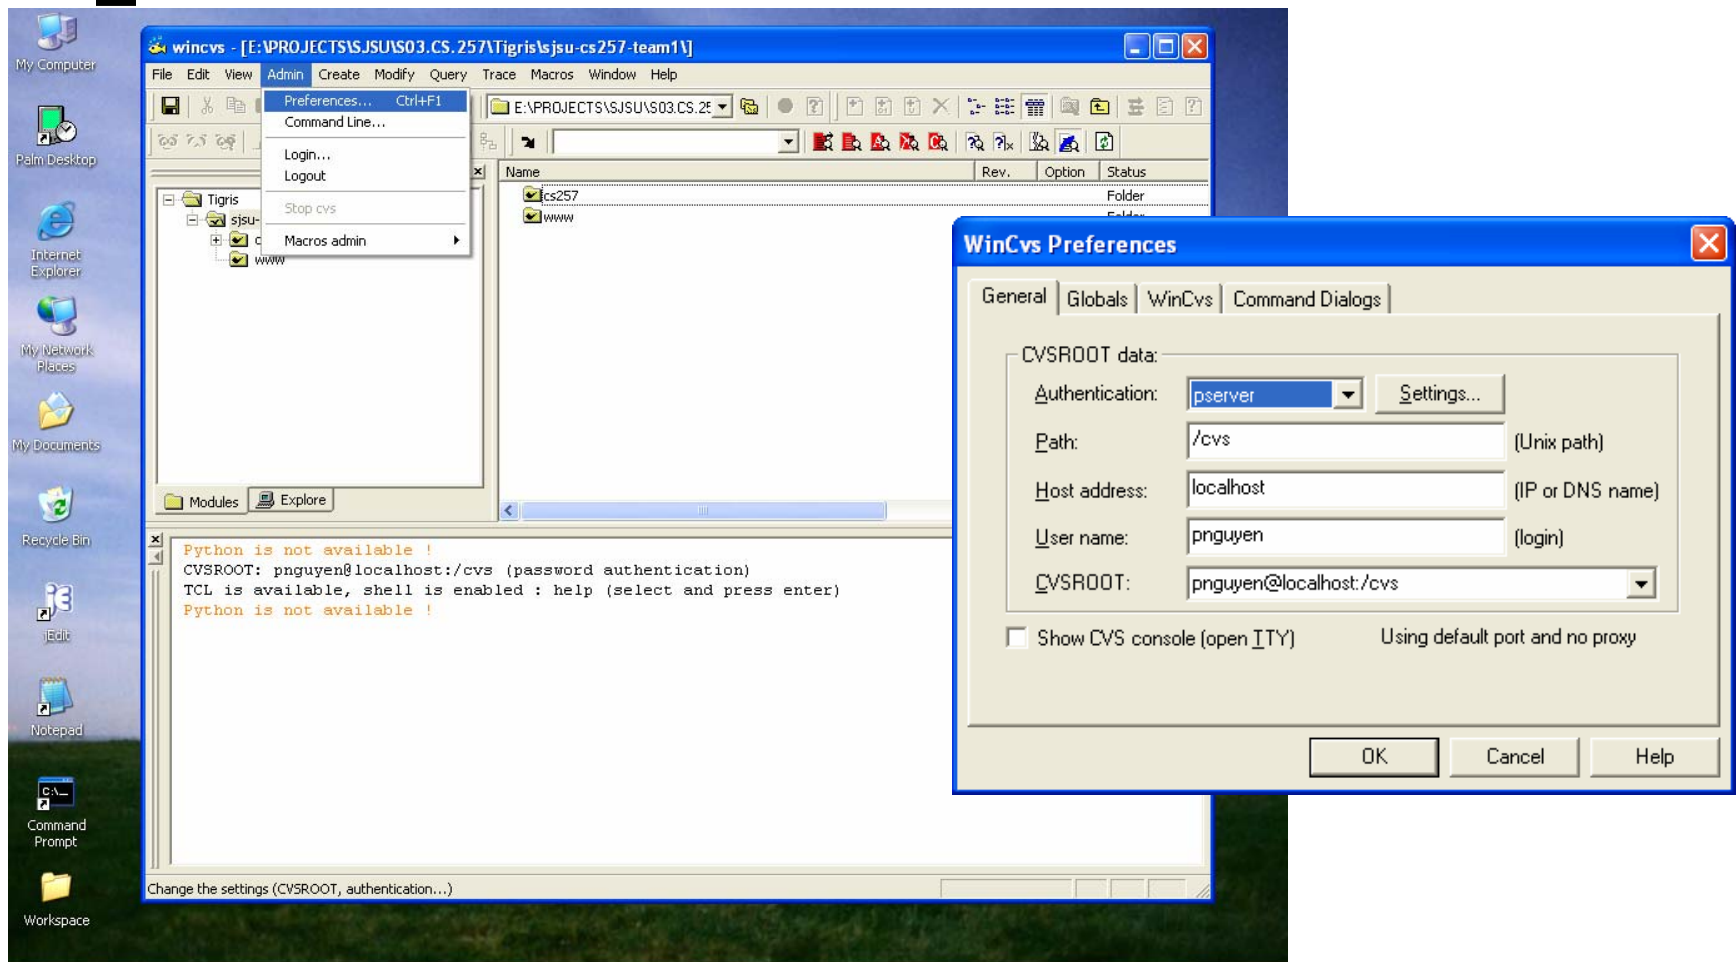 My Computer
Palm Desktop
Internet
Explorer
My Network
Places
My Documents
Recycle Bin
jEdit
Notepad
C:\_
Command
Prompt
Workspace
wincvs - [E:\PROJECTS\SJSU\S03.CS.257\Tigris\sjsu-cs257-team1\]
File Edit View Admin Create Modify Query Trace Macros Window Help
Preferences... Ctrl+F1
Command Line...
Login...
Logout
Stop cvs
Macros admin
E:\PROJECTS\SJSU\S03.CS.25
Tigris
sjsu-
c
www
Modules Explore
Name Rev. Option Status
cs257 Folder
www Folder
Python is not available !
CVSROOT: pnguyen@localhost:/cvs (password authentication)
TCL is available, shell is enabled : help (select and press enter)
Python is not available !
Change the settings (CVSROOT, authentication...)
WinCvs Preferences
General Globals WinCvs Command Dialogs
CVSROOT data:
Authentication: pserver Settings...
Path: /cvs (Unix path)
Host address: localhost (IP or DNS name)
User name: pnguyen (login)
CVSROOT: pnguyen@localhost:/cvs
Show CVS console (open TTY) Using default port and no proxy
OK Cancel Help